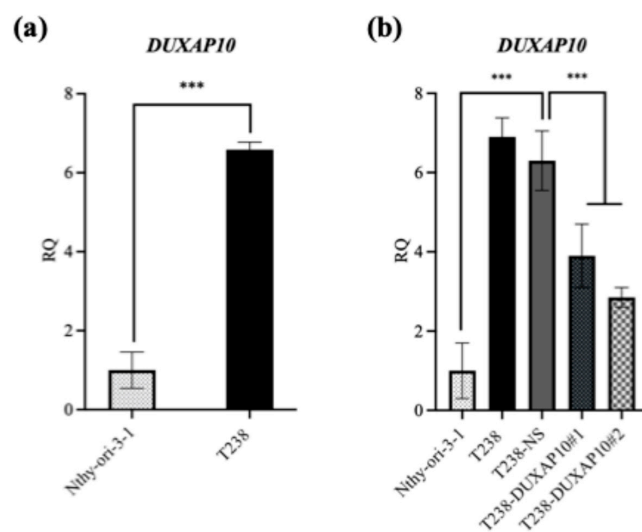 (a)
DUXAP10
***
8
6
4
2
0
RQ
Nthy-ori-3-1
T238
(b)
DUXAP10
***
***
8
6
4
2
0
RQ
Nthy-ori-3-1
T238
T238-NS
T238-DUXAP10#1
T238-DUXAP10#2